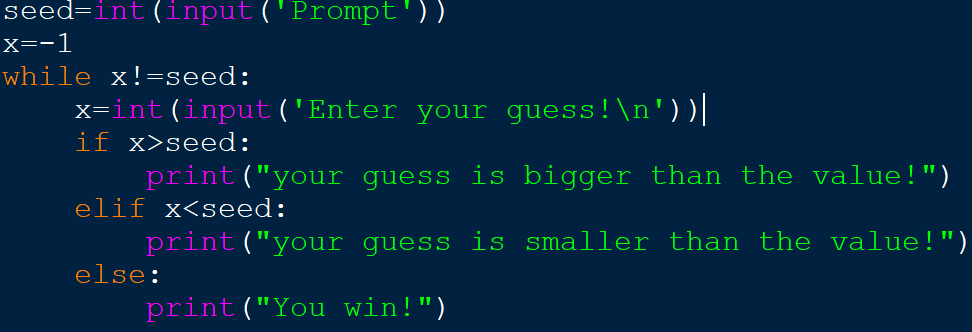 seed=int(input('Prompt'))
x=-1
while x!=seed:
    x=int(input('Enter your guess!\n'))
    if x>seed:
        print("your guess is bigger than the value!")
    elif x<seed:
        print("your guess is smaller than the value!")
    else:
        print("You win!")